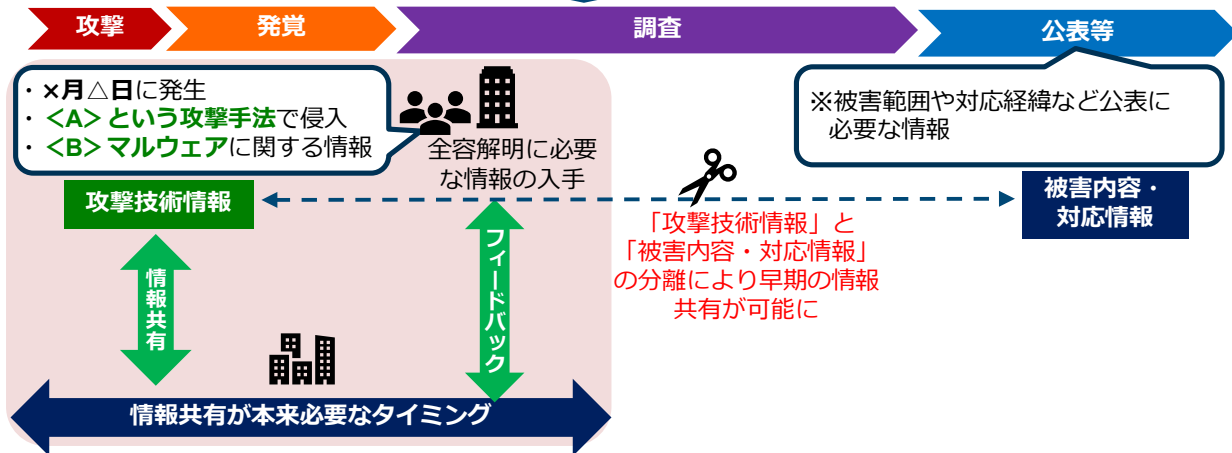 攻撃
発覚
調査
公表等
・ ×月△日に発生
・ <A> という攻撃手法で侵入
・ <B> マルウェアに関する情報
全容解明に必要
な情報の入手
※被害範囲や対応経緯など公表に
必要な情報
攻撃技術情報
被害内容・
対応情報
「攻撃技術情報」と
「被害内容・対応情報」
の分離により早期の情報
共有が可能に
情報共有
フィードバック
情報共有が本来必要なタイミング